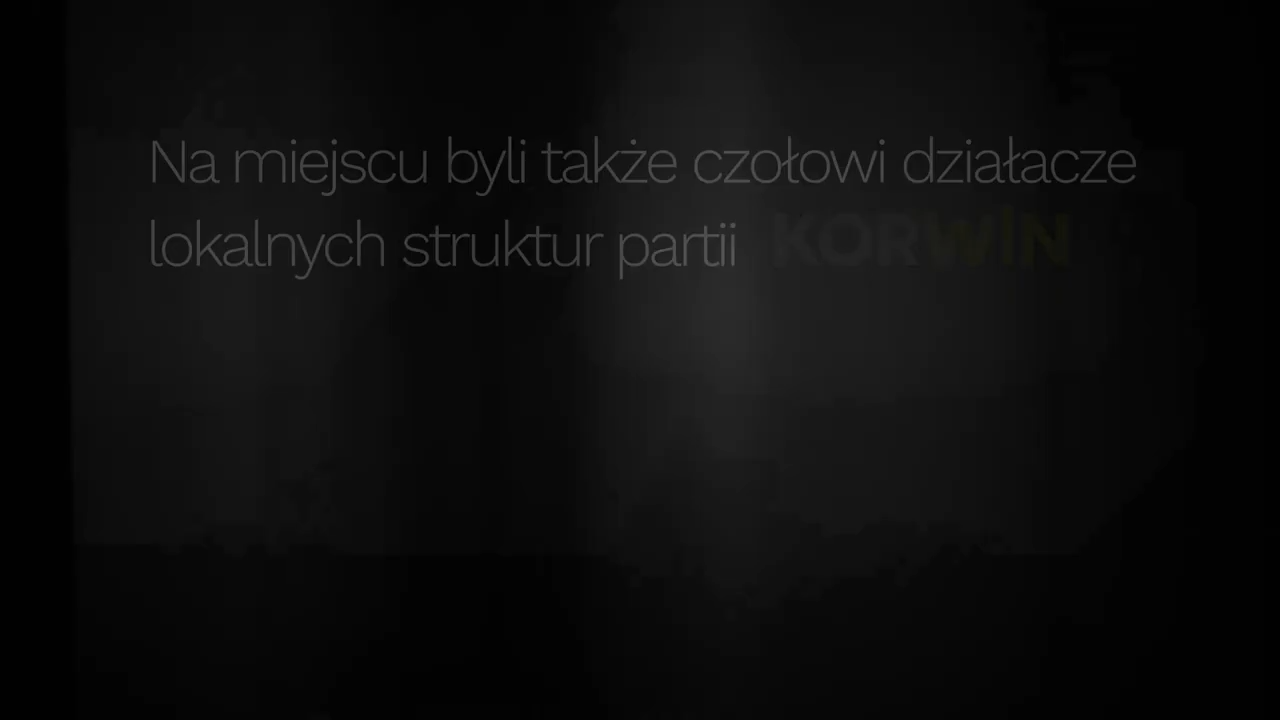 Na miejscu byli także czołowi działacze
lokalnych struktur partii KORWiN